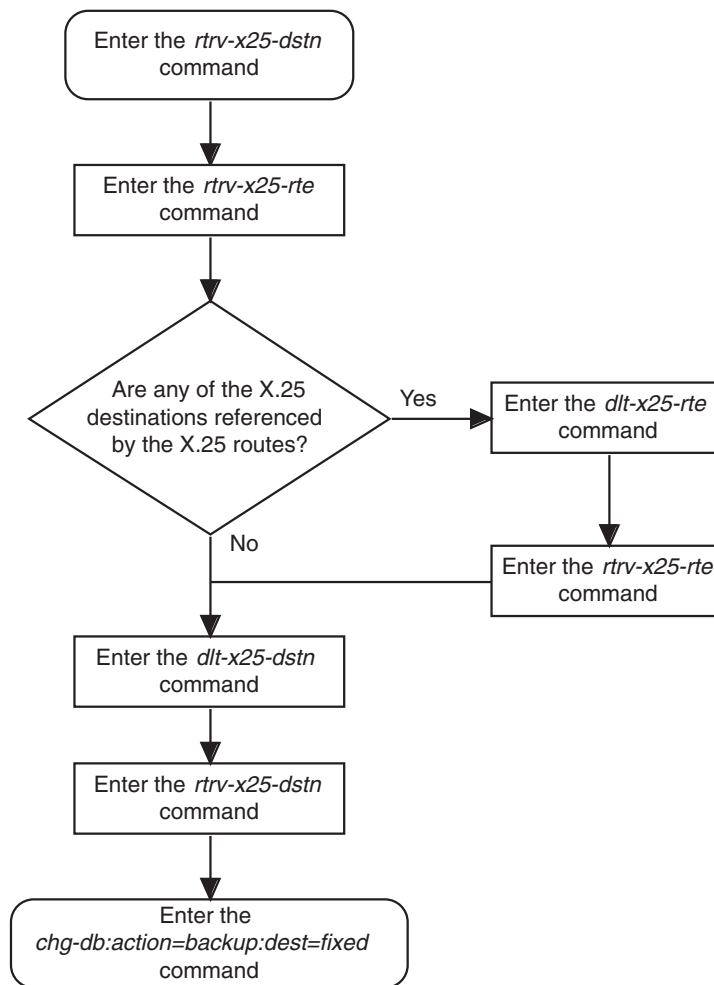 Enter the rtrv-x25-dstn
command
Enter the rtrv-x25-rte
command
Are any of the X.25
destinations referenced
by the X.25 routes?
Yes
Enter the dlt-x25-rte
command
No
Enter the rtrv-x25-rte
command
Enter the dlt-x25-dstn
command
Enter the rtrv-x25-dstn
command
Enter the
chg-db:action=backup:dest=fixed
command